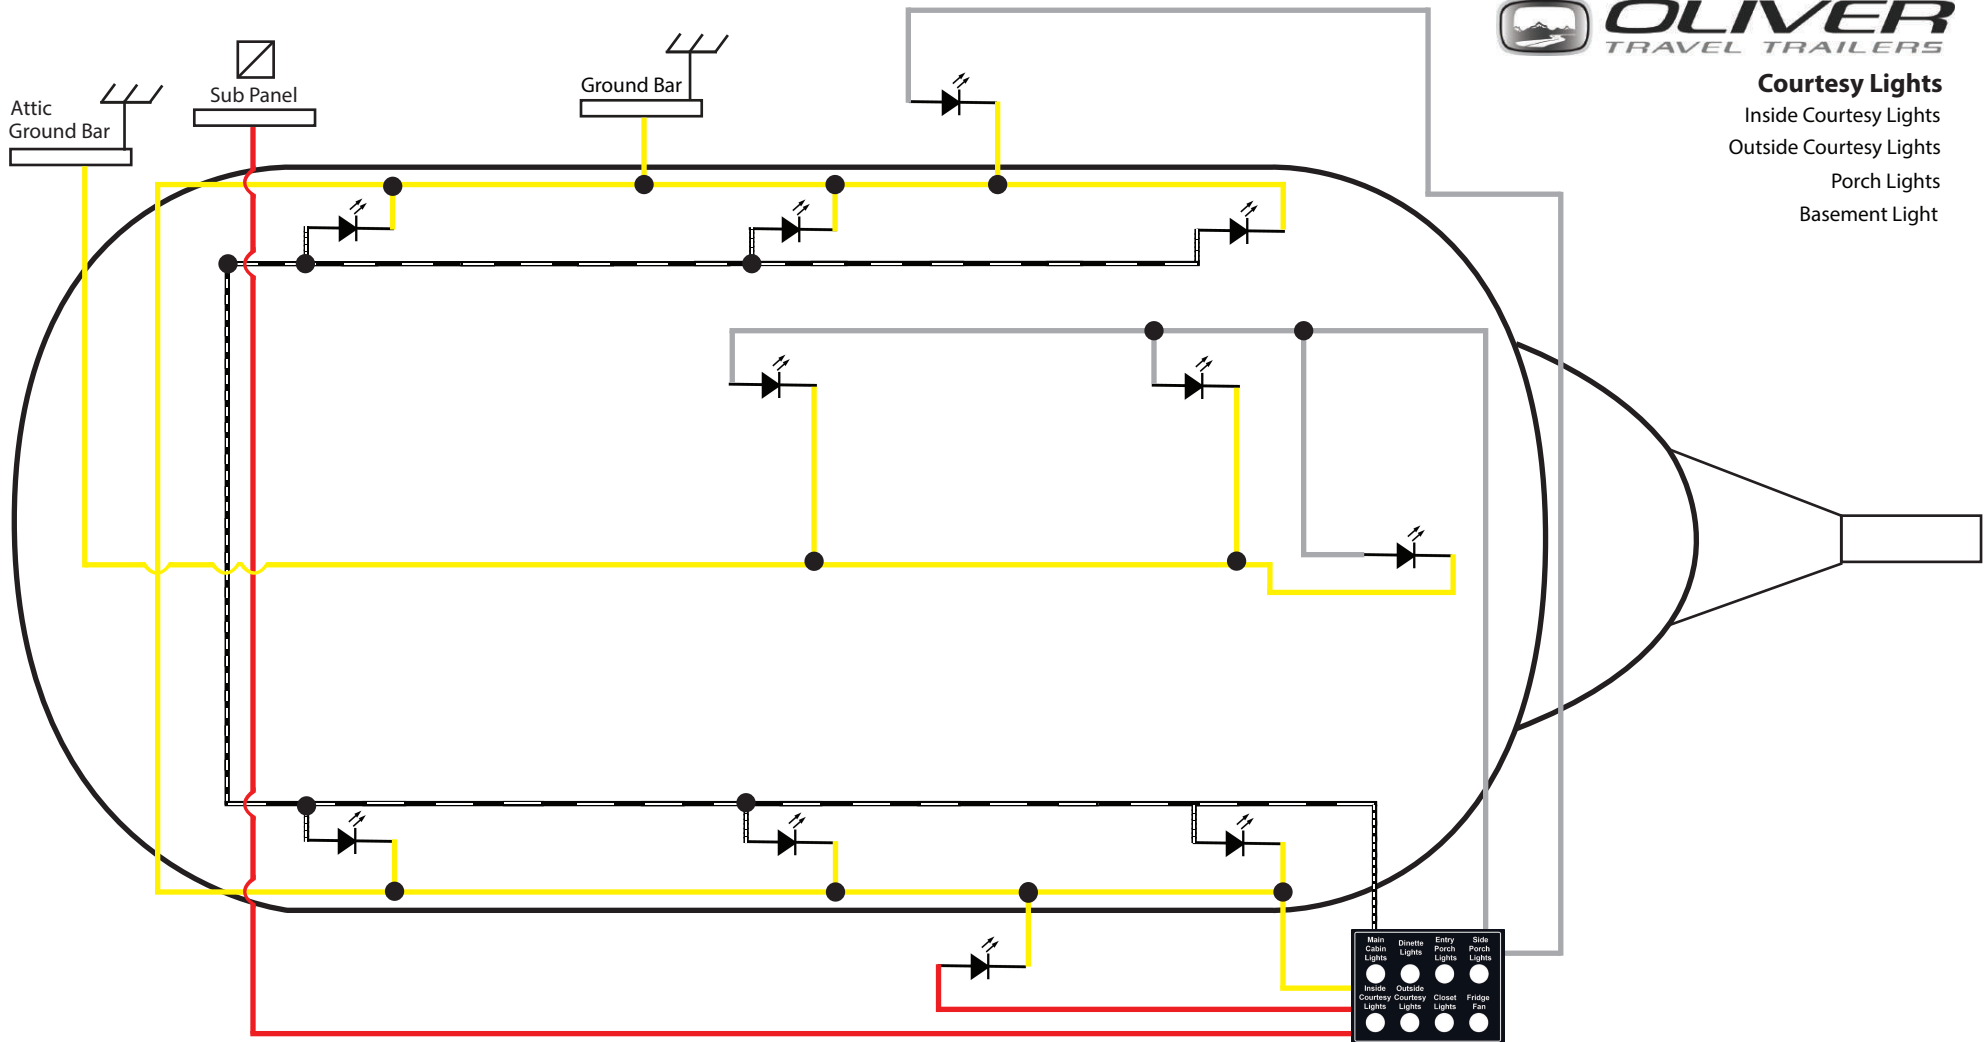 OLIVER
TRAVEL TRAILERS
Courtesy Lights
Inside Courtesy Lights
Outside Courtesy Lights
Porch Lights
Basement Light
Attic
Ground Bar
Sub Panel
Ground Bar
Main
Cabin
Lights
Dinette
Lights
Entry
Porch
Lights
Side
Porch
Lights
Inside
Courtesy
Lights
Outside
Courtesy
Lights
Closet
Lights
Fridge
Fan